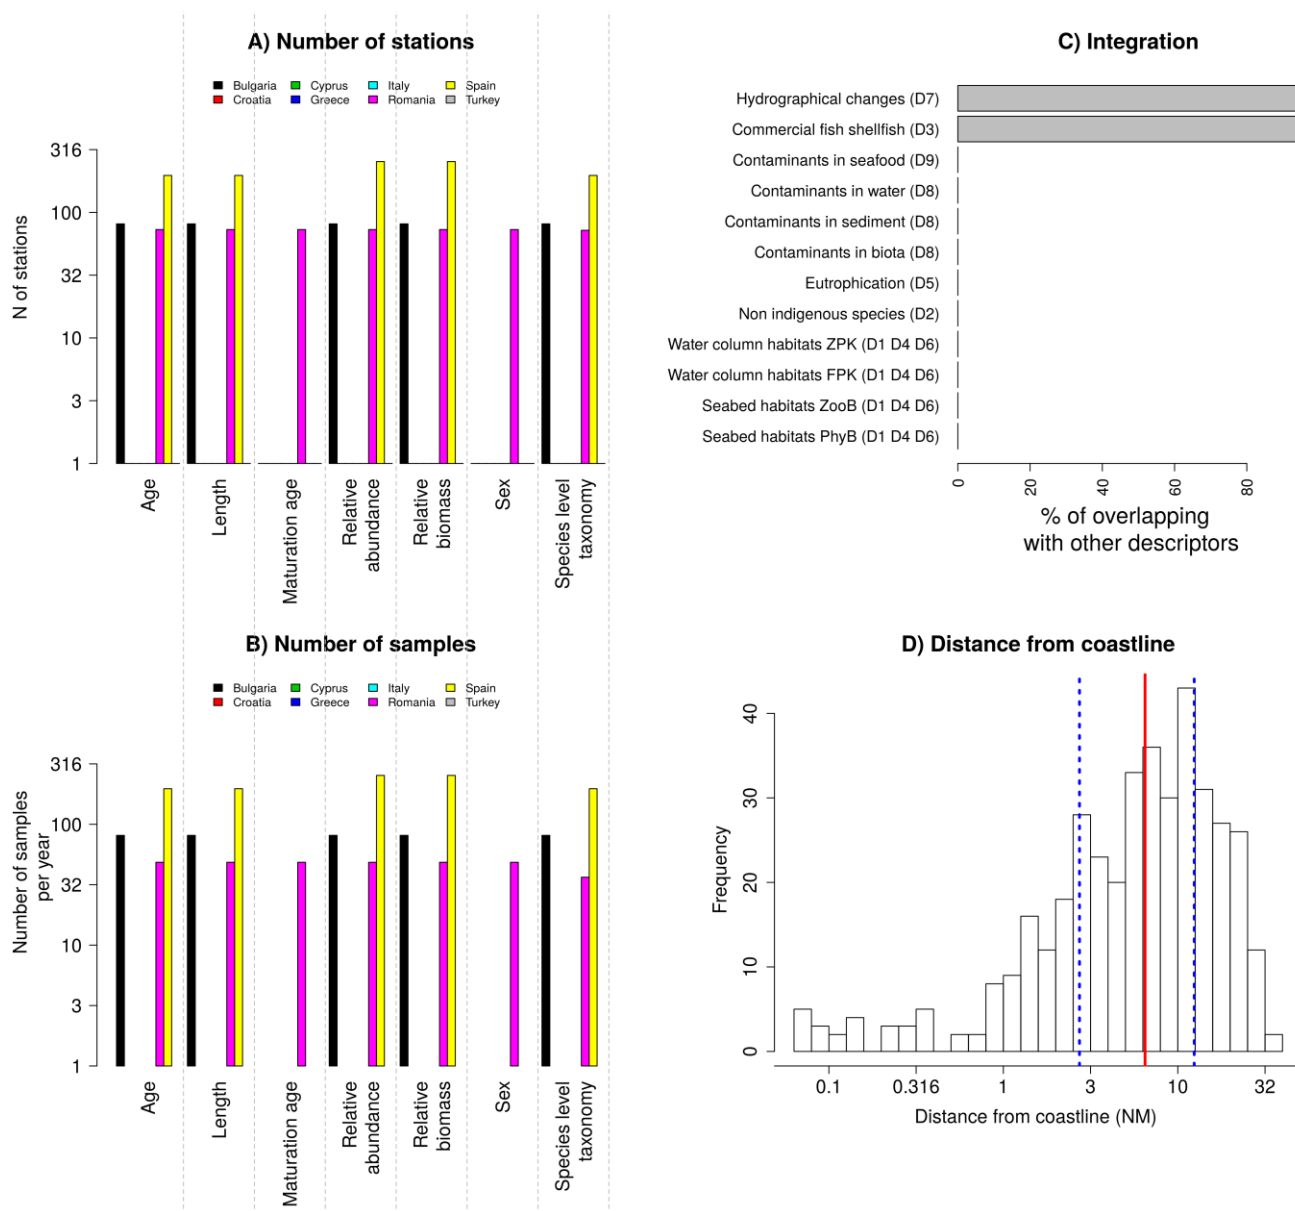 A) Number of stations
Bulgaria Cyprus Italy Spain
Croatia Greece Romania Turkey
N of stations
316
100
32
10
3
1
Age
Length
Maturation age
Relative
abundance
Relative
biomass
Sex
Species level
taxonomy
C) Integration
Hydrographical changes (D7)
Commercial fish shellfish (D3)
Contaminants in seafood (D9)
Contaminants in water (D8)
Contaminants in sediment (D8)
Contaminants in biota (D8)
Eutrophication (D5)
Non indigenous species (D2)
Water column habitats ZPK (D1 D4 D6)
Water column habitats FPK (D1 D4 D6)
Seabed habitats ZooB (D1 D4 D6)
Seabed habitats PhyB (D1 D4 D6)
0 20 40 60 80
% of overlapping
with other descriptors
B) Number of samples
Bulgaria Cyprus Italy Spain
Croatia Greece Romania Turkey
Number of samples
per year
316
100
32
10
3
1
Age
Length
Maturation age
Relative
abundance
Relative
biomass
Sex
Species level
taxonomy
D) Distance from coastline
Frequency
40
30
20
10
0
0.1 0.316 1 3 10 32
Distance from coastline (NM)